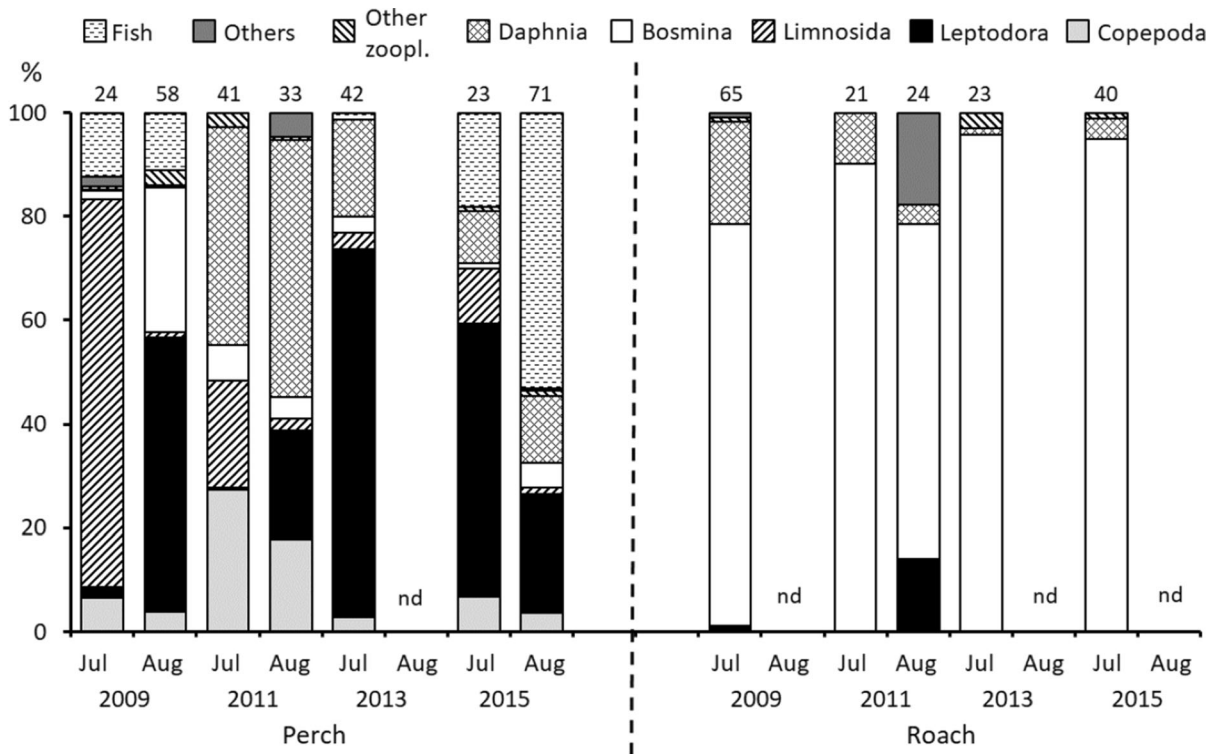 Fish Others Other zoopl. Daphnia Bosmina Limnosida Leptodora Copepoda
%
24 58 41 33 42 23 71 65 21 24 23 40
100
80
60
40
20
0
nd nd nd nd
Jul Aug Jul Aug Jul Aug Jul Aug Jul Aug Jul Aug Jul Aug Jul Aug
2009 2011 2013 2015 2009 2011 2013 2015
Perch Roach